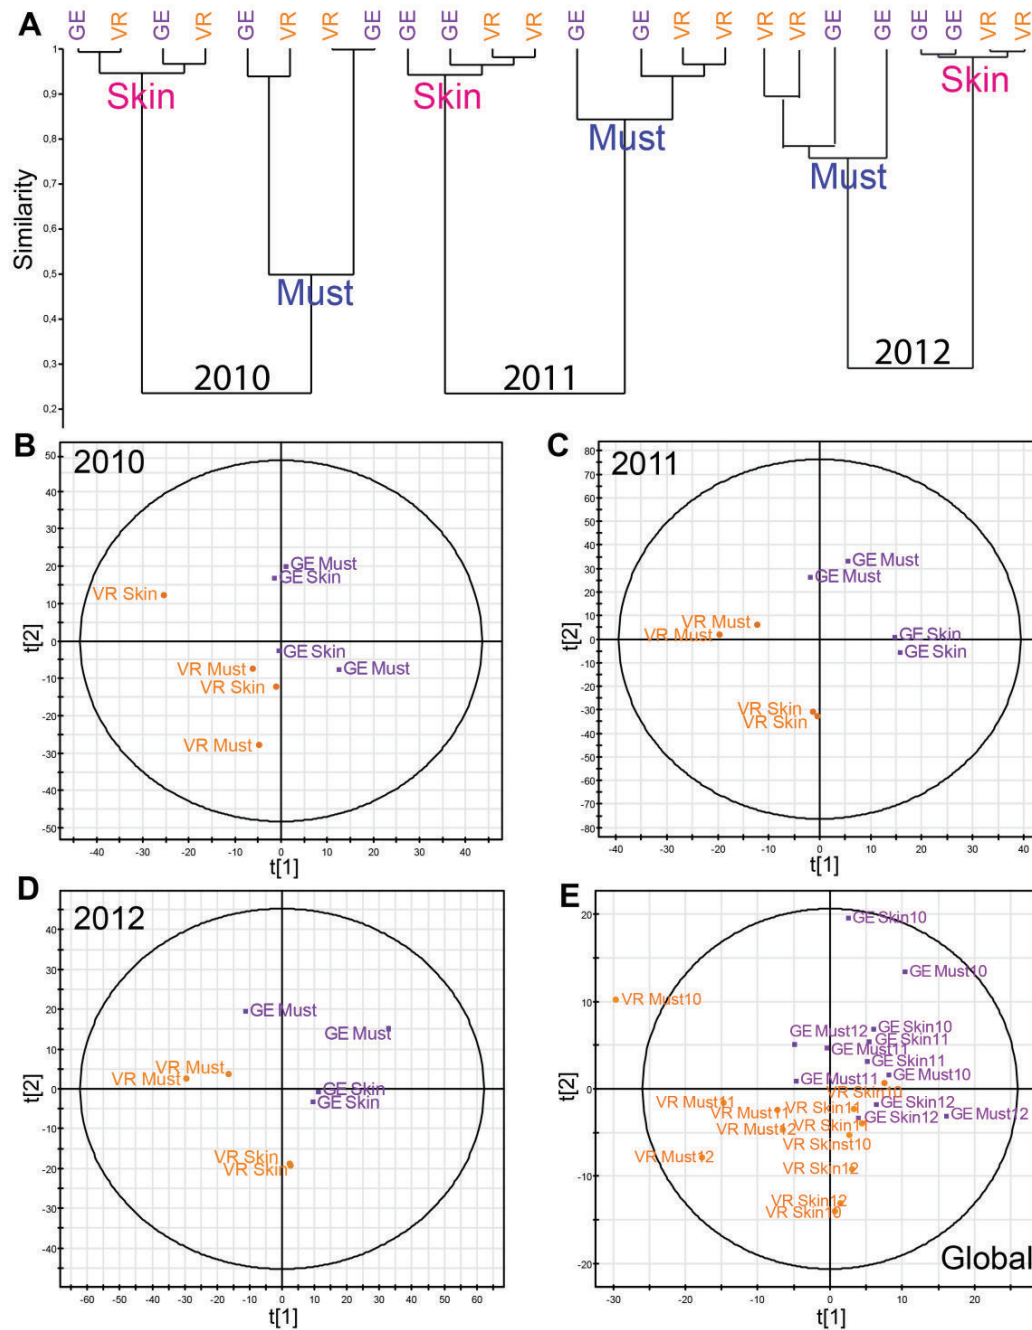 A
GE VR GE VR GE VR VR GE GE GE VR VR GE GE VR VR VR VR GE GE GE GE VR VR
Similarity
1
0,9
0,8
0,7
0,6
0,5
0,4
0,3
0,2
Skin
Must
2010
Skin
Must
2011
Must
Skin
2012
B
2010
t[2]
50
40
30
20
10
0
-10
-20
-30
-40
-50
GE Must
GE Skin
VR Skin
GE Skin
VR Must
GE Must
VR Skin
VR Must
-40 -30 -20 -10 0 10 20 30 40
t[1]
C
2011
t[2]
80
70
60
50
40
30
20
10
0
-10
-20
-30
-40
-50
-60
-70
-80
GE Must
GE Must
VR Must
VR Must
GE Skin
GE Skin
VR Skin
VR Skin
-40 -30 -20 -10 0 10 20 30 40
t[1]
D
2012
t[2]
40
30
20
10
0
-10
-20
-30
-40
GE Must
GE Must
VR Must
VR Must
GE Skin
GE Skin
VR Skin
VR Skin
-60 -50 -40 -30 -20 -10 0 10 20 30 40 50 60
t[1]
E
t[2]
20
10
0
-10
-20
GE Skin10
GE Must10
VR Must10
GE Skin10
GE Must12
GE Skin11
GE Must11
GE Skin11
GE Must10
GE Must11
VR Skin10
VR Must11
VR Must11
VR Skin11
GE Skin12
GE Skin12
GE Must12
VR Skin11
VR Must12
VR Skinst10
VR Must12
VR Skin12
VR Skin12
VR Skin10
Global
-30 -20 -10 0 10 20
t[1]